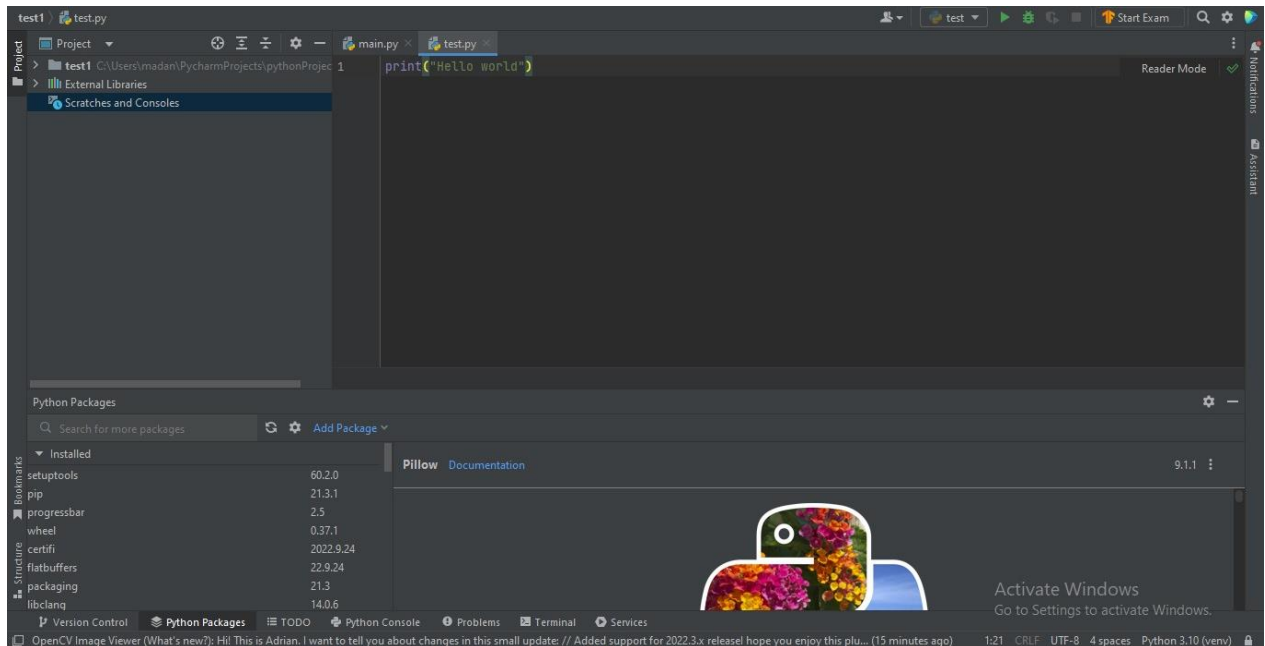 test1 test.py
test
Start Exam
Project
main.py
test.py
Project
test1 C:\Users\madan\PycharmProjects\pythonProjec
External Libraries
Scratches and Consoles
1 print("Hello world")
Reader Mode
Notifications
Assistant
Python Packages
Search for more packages
Add Package
Installed
setuptools 60.2.0
pip 21.3.1
progressbar 2.5
wheel 0.37.1
certifi 2022.9.24
flatbuffers 22.9.24
packaging 21.3
libclang 14.0.6
Pillow Documentation 9.1.1
Bookmarks
Structure
Activate Windows
Go to Settings to activate Windows.
Version Control Python Packages TODO Python Console Problems Terminal Services
OpenCV Image Viewer (What's new?): Hi! This is Adrian. I want to tell you about changes in this small update: // Added support for 2022.3.x releaseI hope you enjoy this plu... (15 minutes ago) 1:21 CRLF UTF-8 4 spaces Python 3.10 (venv)